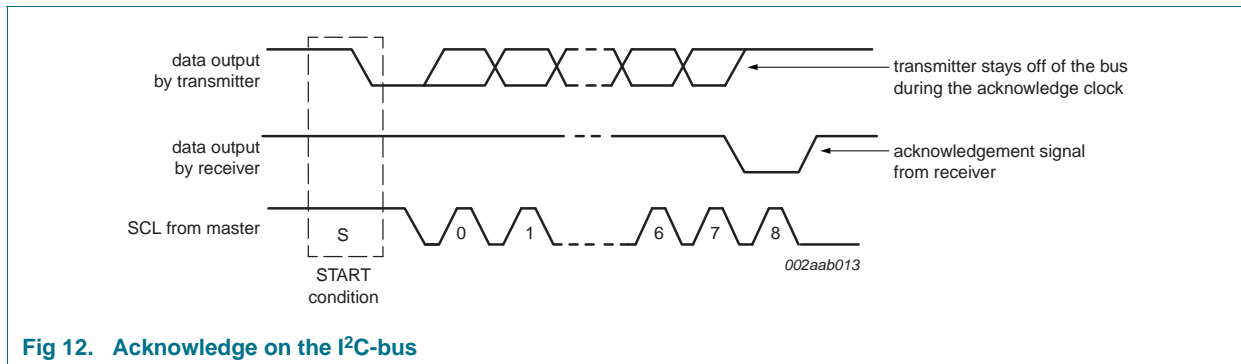 data output
by transmitter
transmitter stays off of the bus
during the acknowledge clock
data output
by receiver
acknowledgement signal
from receiver
SCL from master
S
0
1
6
7
8
002aab013
START
condition
Fig 12. Acknowledge on the I²C-bus